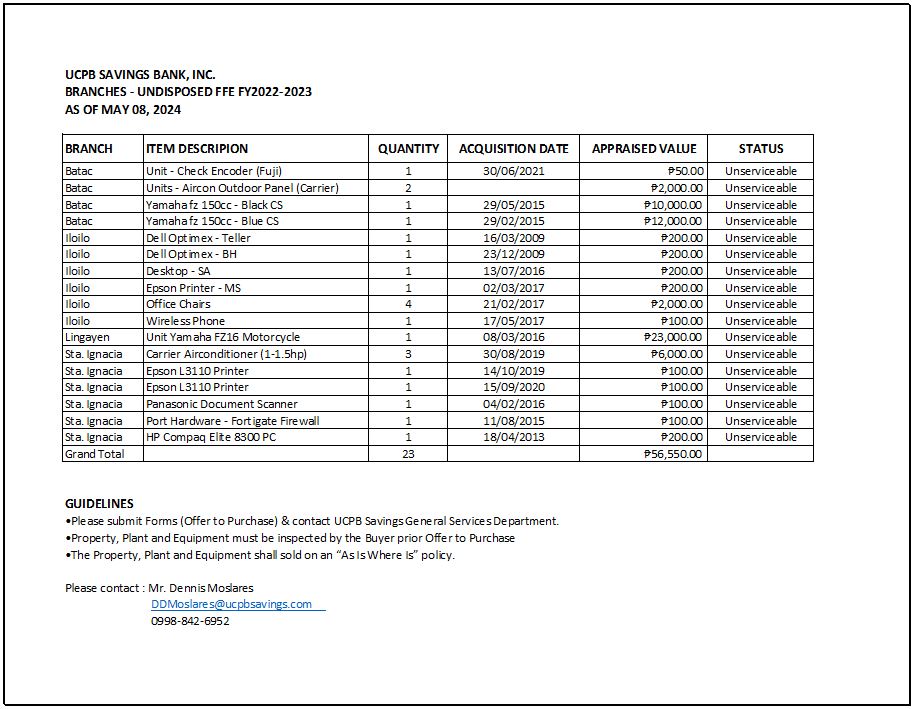 UCPB SAVINGS BANK, INC.
BRANCHES - UNDISPOSED FFE FY2022-2023
AS OF MAY 08, 2024
BRANCH ITEM DESCRIPION QUANTITY ACQUISITION DATE APPRAISED VALUE STATUS
Batac Unit - Check Encoder (Fuji) 1 30/06/2021 ₱50.00 Unserviceable
Batac Units - Aircon Outdoor Panel (Carrier) 2 ₱2,000.00 Unserviceable
Batac Yamaha fz 150cc - Black CS 1 29/05/2015 ₱10,000.00 Unserviceable
Batac Yamaha fz 150cc - Blue CS 1 29/02/2015 ₱12,000.00 Unserviceable
Iloilo Dell Optimex - Teller 1 16/03/2009 ₱200.00 Unserviceable
Iloilo Dell Optimex - BH 1 23/12/2009 ₱200.00 Unserviceable
Iloilo Desktop - SA 1 13/07/2016 ₱200.00 Unserviceable
Iloilo Epson Printer - MS 1 02/03/2017 ₱200.00 Unserviceable
Iloilo Office Chairs 4 21/02/2017 ₱2,000.00 Unserviceable
Iloilo Wireless Phone 1 17/05/2017 ₱100.00 Unserviceable
Lingayen Unit Yamaha FZ16 Motorcycle 1 08/03/2016 ₱23,000.00 Unserviceable
Sta. Ignacia Carrier Airconditioner (1-1.5hp) 3 30/08/2019 ₱6,000.00 Unserviceable
Sta. Ignacia Epson L3110 Printer 1 14/10/2019 ₱100.00 Unserviceable
Sta. Ignacia Epson L3110 Printer 1 15/09/2020 ₱100.00 Unserviceable
Sta. Ignacia Panasonic Document Scanner 1 04/02/2016 ₱100.00 Unserviceable
Sta. Ignacia Port Hardware - Fortigate Firewall 1 11/08/2015 ₱100.00 Unserviceable
Sta. Ignacia HP Compaq Elite 8300 PC 1 18/04/2013 ₱200.00 Unserviceable
Grand Total 23 ₱56,550.00
GUIDELINES
•Please submit Forms (Offer to Purchase) & contact UCPB Savings General Services Department.
•Property, Plant and Equipment must be inspected by the Buyer prior Offer to Purchase
•The Property, Plant and Equipment shall sold on an “As Is Where Is” policy.
Please contact : Mr. Dennis Moslares
DDMoslares@ucpbsavings.com
0998-842-6952